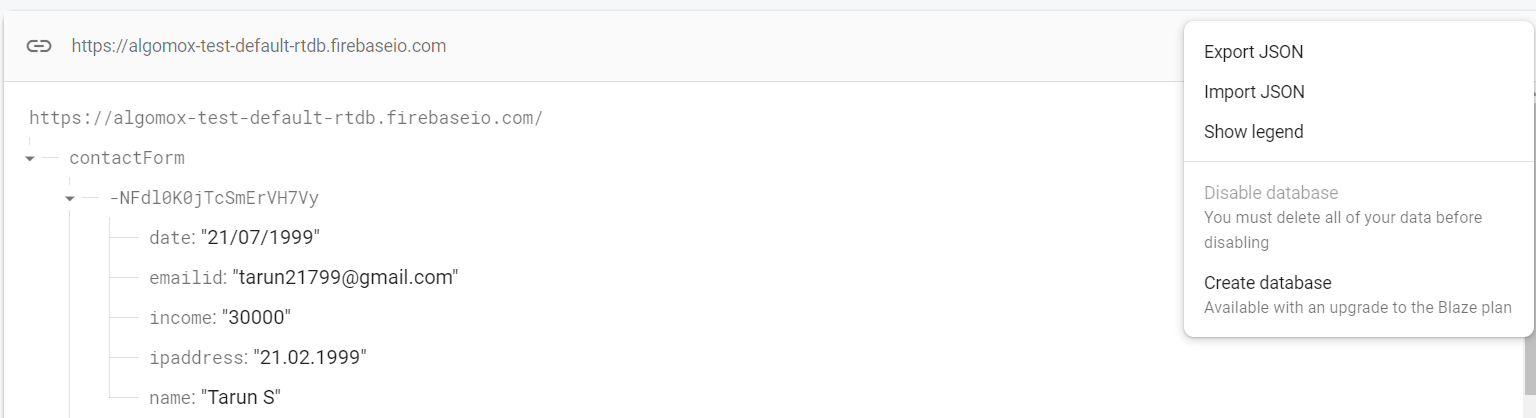 https://algomox-test-default-rtdb.firebaseio.com
https://algomox-test-default-rtdb.firebaseio.com/
contactForm
-NFdl0K0jTcSmErVH7Vy
date: "21/07/1999"
emailid: "tarun21799@gmail.com"
income: "30000"
ipaddress: "21.02.1999"
name: "Tarun S"
Export JSON
Import JSON
Show legend
Disable database
You must delete all of your data before
disabling
Create database
Available with an upgrade to the Blaze plan